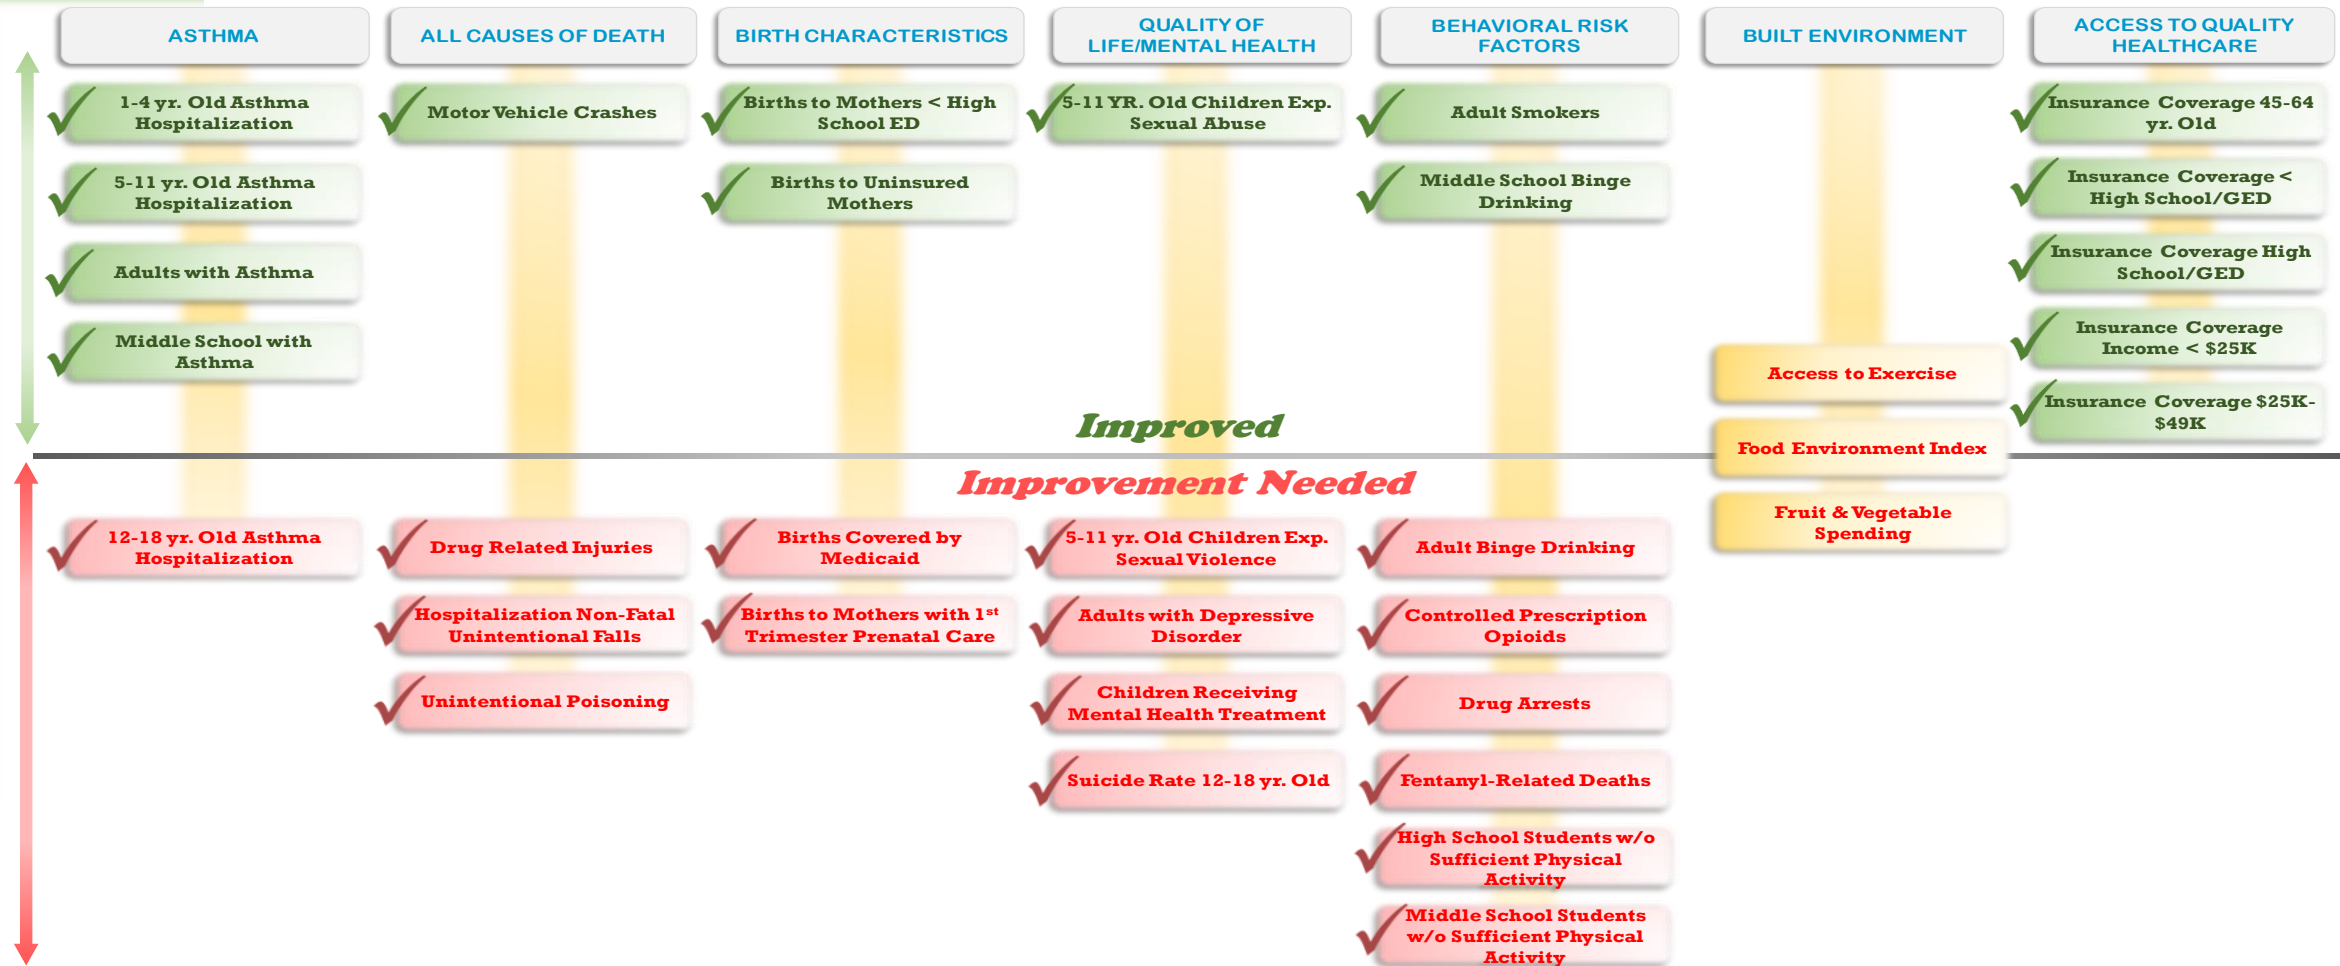 ASTHMA
ALL CAUSES OF DEATH
BIRTH CHARACTERISTICS
QUALITY OF
LIFE/MENTAL HEALTH
BEHAVIORAL RISK
FACTORS
BUILT ENVIRONMENT
ACCESS TO QUALITY
HEALTHCARE
1-4 yr. Old Asthma
Hospitalization
5-11 yr. Old Asthma
Hospitalization
Adults with Asthma
Middle School with
Asthma
Motor Vehicle Crashes
Births to Mothers < High
School ED
Births to Uninsured
Mothers
5-11 YR. Old Children Exp.
Sexual Abuse
Adult Smokers
Middle School Binge
Drinking
Access to Exercise
Food Environment Index
Fruit & Vegetable
Spending
Insurance Coverage 45-64
yr. Old
Insurance Coverage <
High School/GED
Insurance Coverage High
School/GED
Insurance Coverage
Income < $25K
Insurance Coverage $25K-
$49K
Improved
Improvement Needed
12-18 yr. Old Asthma
Hospitalization
Drug Related Injuries
Hospitalization Non-Fatal
Unintentional Falls
Unintentional Poisoning
Births Covered by
Medicaid
Births to Mothers with 1st
Trimester Prenatal Care
5-11 yr. Old Children Exp.
Sexual Violence
Adults with Depressive
Disorder
Children Receiving
Mental Health Treatment
Suicide Rate 12-18 yr. Old
Adult Binge Drinking
Controlled Prescription
Opioids
Drug Arrests
Fentanyl-Related Deaths
High School Students w/o
Sufficient Physical
Activity
Middle School Students
w/o Sufficient Physical
Activity